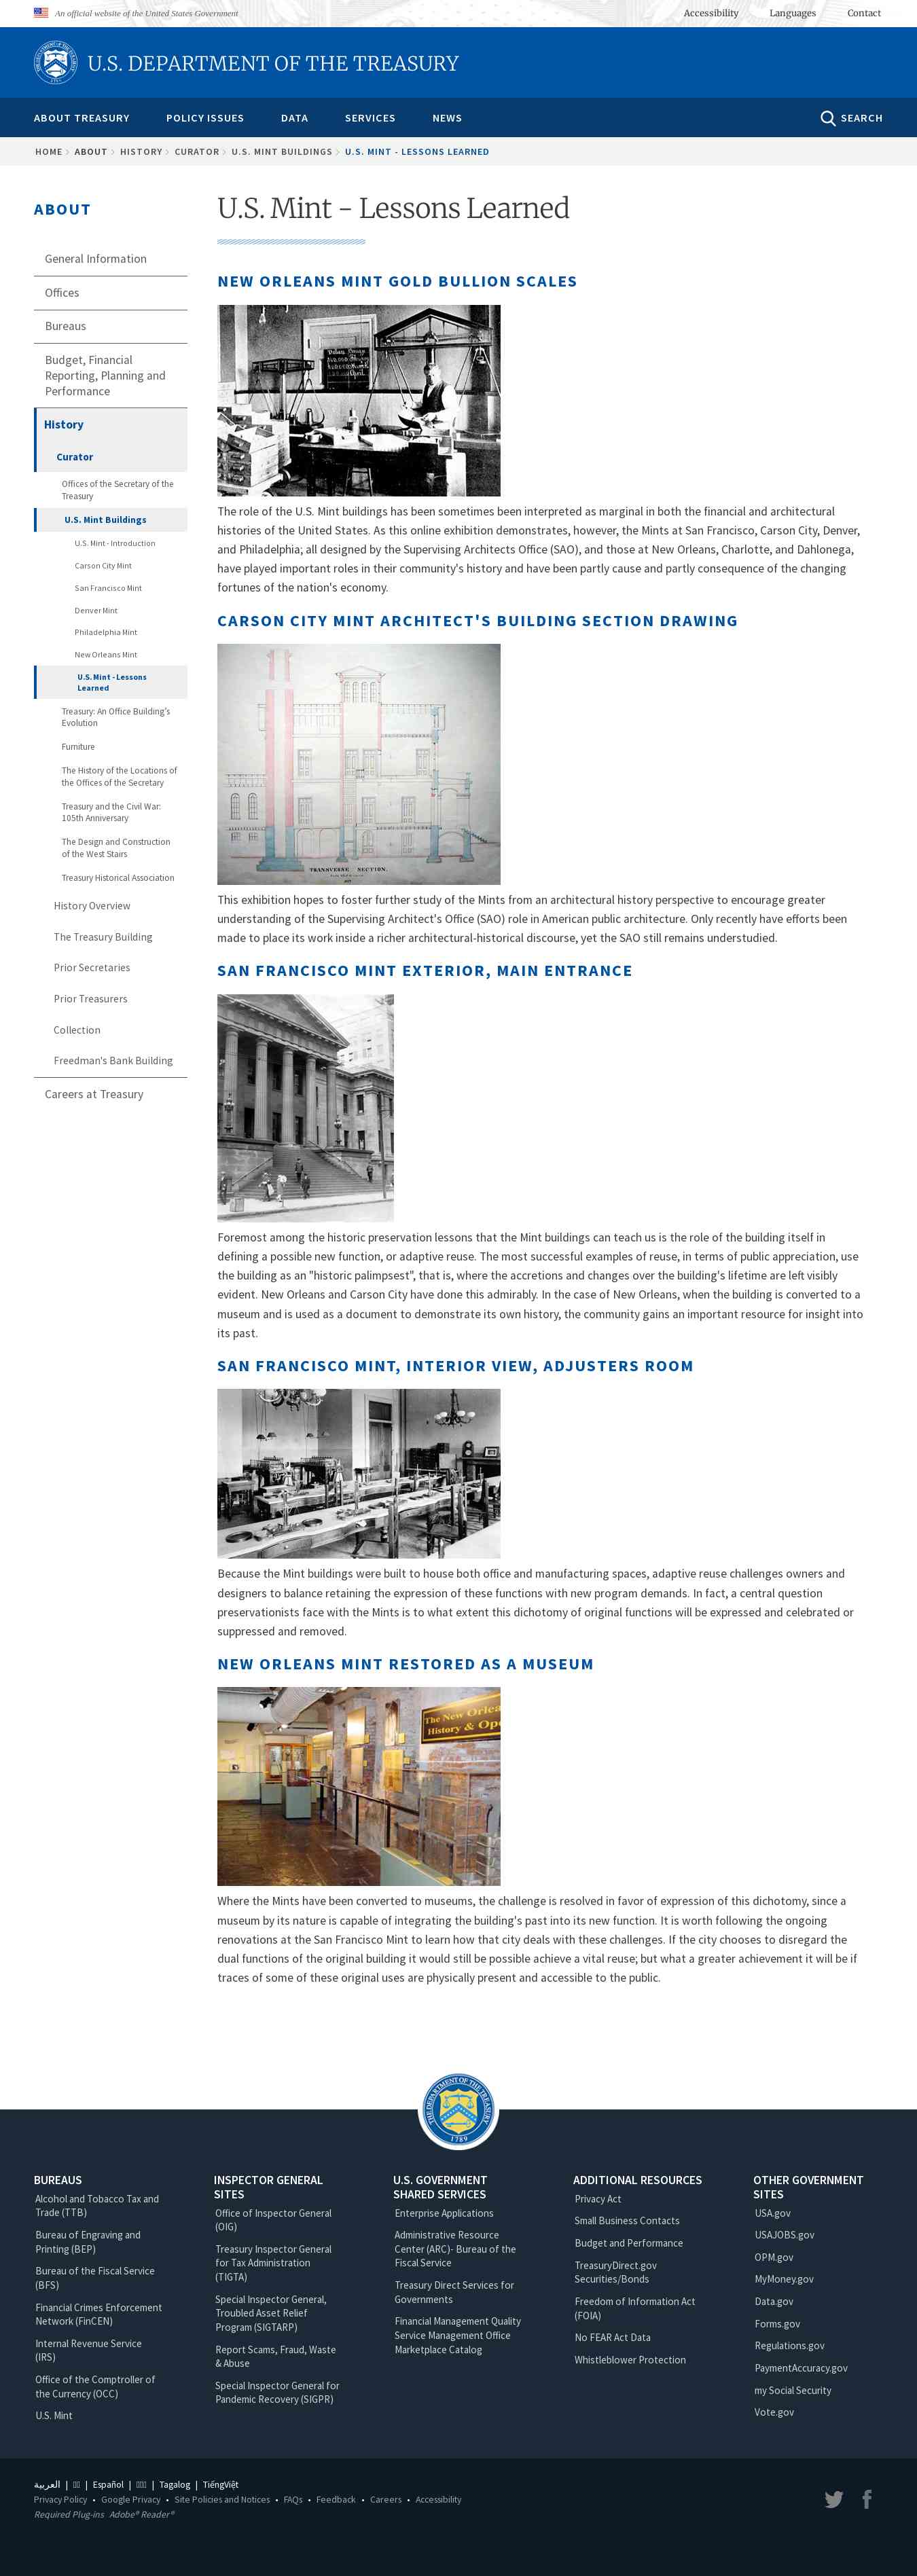 An official website of the United States Government
Accessibility
Languages
Contact
U.S. DEPARTMENT OF THE TREASURY
ABOUT TREASURY
POLICY ISSUES
DATA
SERVICES
NEWS
SEARCH
HOME
ABOUT
HISTORY
CURATOR
U.S. MINT BUILDINGS
U.S. MINT - LESSONS LEARNED
ABOUT
General Information
Offices
Bureaus
Budget, Financial
Reporting, Planning and
Performance
History
Curator
Offices of the Secretary of the
Treasury
U.S. Mint Buildings
U.S. Mint - Introduction
Carson City Mint
San Francisco Mint
Denver Mint
Philadelphia Mint
New Orleans Mint
U.S. Mint - Lessons
Learned
Treasury: An Office Building's
Evolution
Furniture
The History of the Locations of
the Offices of the Secretary
Treasury and the Civil War:
105th Anniversary
The Design and Construction
of the West Stairs
Treasury Historical Association
History Overview
The Treasury Building
Prior Secretaries
Prior Treasurers
Collection
Freedman's Bank Building
Careers at Treasury
U.S. Mint - Lessons Learned
NEW ORLEANS MINT GOLD BULLION SCALES
The role of the U.S. Mint buildings has been sometimes been interpreted as marginal in both the financial and architectural
histories of the United States. As this online exhibition demonstrates, however, the Mints at San Francisco, Carson City, Denver,
and Philadelphia; all designed by the Supervising Architects Office (SAO), and those at New Orleans, Charlotte, and Dahlonega,
have played important roles in their community's history and have been partly cause and partly consequence of the changing
fortunes of the nation's economy.
CARSON CITY MINT ARCHITECT'S BUILDING SECTION DRAWING
TRANSVERSE SECTION.
This exhibition hopes to foster further study of the Mints from an architectural history perspective to encourage greater
understanding of the Supervising Architect's Office (SAO) role in American public architecture. Only recently have efforts been
made to place its work inside a richer architectural-historical discourse, yet the SAO still remains understudied.
SAN FRANCISCO MINT EXTERIOR, MAIN ENTRANCE
Foremost among the historic preservation lessons that the Mint buildings can teach us is the role of the building itself in
defining a possible new function, or adaptive reuse. The most successful examples of reuse, in terms of public appreciation, use
the building as an "historic palimpsest", that is, where the accretions and changes over the building's lifetime are left visibly
evident. New Orleans and Carson City have done this admirably. In the case of New Orleans, when the building is converted to a
museum and is used as a document to demonstrate its own history, the community gains an important resource for insight into
its past.
SAN FRANCISCO MINT, INTERIOR VIEW, ADJUSTERS ROOM
Because the Mint buildings were built to house both office and manufacturing spaces, adaptive reuse challenges owners and
designers to balance retaining the expression of these functions with new program demands. In fact, a central question
preservationists face with the Mints is to what extent this dichotomy of original functions will be expressed and celebrated or
suppressed and removed.
NEW ORLEANS MINT RESTORED AS A MUSEUM
The New Orlean
History & Op
Where the Mints have been converted to museums, the challenge is resolved in favor of expression of this dichotomy, since a
museum by its nature is capable of integrating the building's past into its new function. It is worth following the ongoing
renovations at the San Francisco Mint to learn how that city deals with these challenges. If the city chooses to disregard the
dual functions of the original building it would still be possible achieve a vital reuse; but what a greater achievement it will be if
traces of some of these original uses are physically present and accessible to the public.
THE DEPARTMENT OF THE TREASURY
1789
BUREAUS
Alcohol and Tobacco Tax and
Trade (TTB)
Bureau of Engraving and
Printing (BEP)
Bureau of the Fiscal Service
(BFS)
Financial Crimes Enforcement
Network (FinCEN)
Internal Revenue Service
(IRS)
Office of the Comptroller of
the Currency (OCC)
U.S. Mint
INSPECTOR GENERAL
SITES
Office of Inspector General
(OIG)
Treasury Inspector General
for Tax Administration
(TIGTA)
Special Inspector General,
Troubled Asset Relief
Program (SIGTARP)
Report Scams, Fraud, Waste
& Abuse
Special Inspector General for
Pandemic Recovery (SIGPR)
U.S. GOVERNMENT
SHARED SERVICES
Enterprise Applications
Administrative Resource
Center (ARC)- Bureau of the
Fiscal Service
Treasury Direct Services for
Governments
Financial Management Quality
Service Management Office
Marketplace Catalog
ADDITIONAL RESOURCES
Privacy Act
Small Business Contacts
Budget and Performance
TreasuryDirect.gov
Securities/Bonds
Freedom of Information Act
(FOIA)
No FEAR Act Data
Whistleblower Protection
OTHER GOVERNMENT
SITES
USA.gov
USAJOBS.gov
OPM.gov
MyMoney.gov
Data.gov
Forms.gov
Regulations.gov
PaymentAccuracy.gov
my Social Security
Vote.gov
العربية | | Español | | Tagalog | TiếngViệt
Privacy Policy • Google Privacy • Site Policies and Notices • FAQs • Feedback • Careers • Accessibility
Required Plug-ins Adobe® Reader®